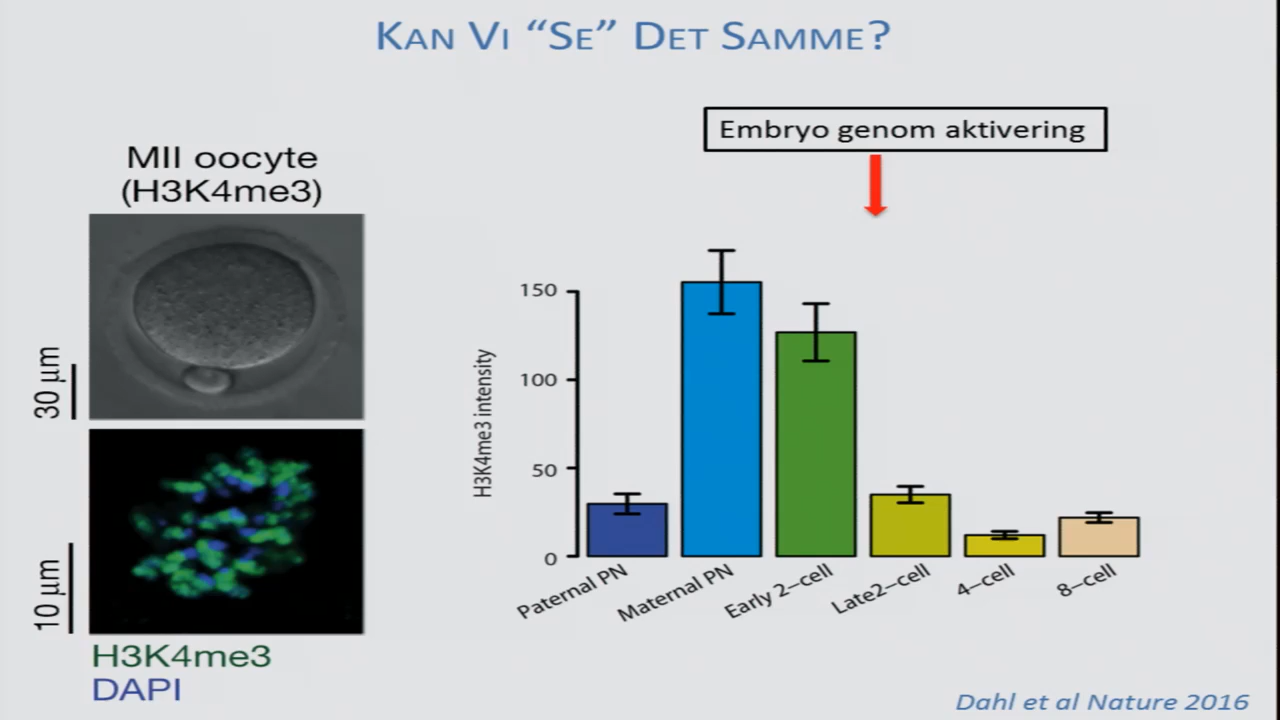 Kan Vi “Se” Det Samme?
Embryo genom aktivering
MII oocyte
(H3K4me3)
30 µm
10 µm
H3K4me3
DAPI
H3K4me3 intensity
150
100
50
0
Paternal PN
Maternal PN
Early 2–cell
Late2–cell
4–cell
8–cell
Dahl et al Nature 2016